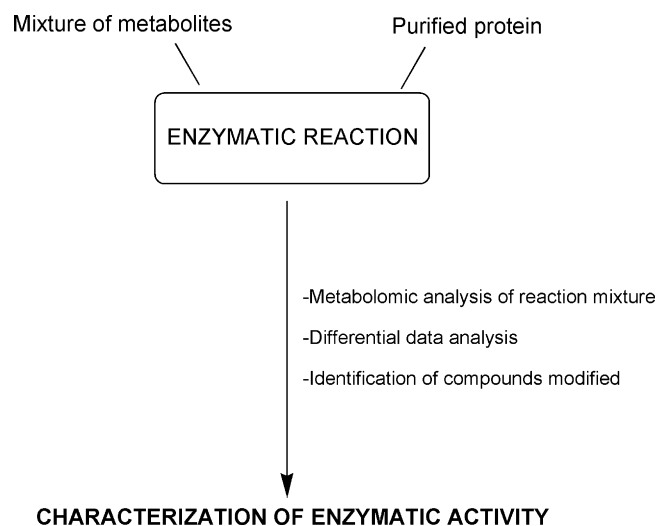 Mixture of metabolites
Purified protein
ENZYMATIC REACTION
-Metabolomic analysis of reaction mixture
-Differential data analysis
-Identification of compounds modified
CHARACTERIZATION OF ENZYMATIC ACTIVITY